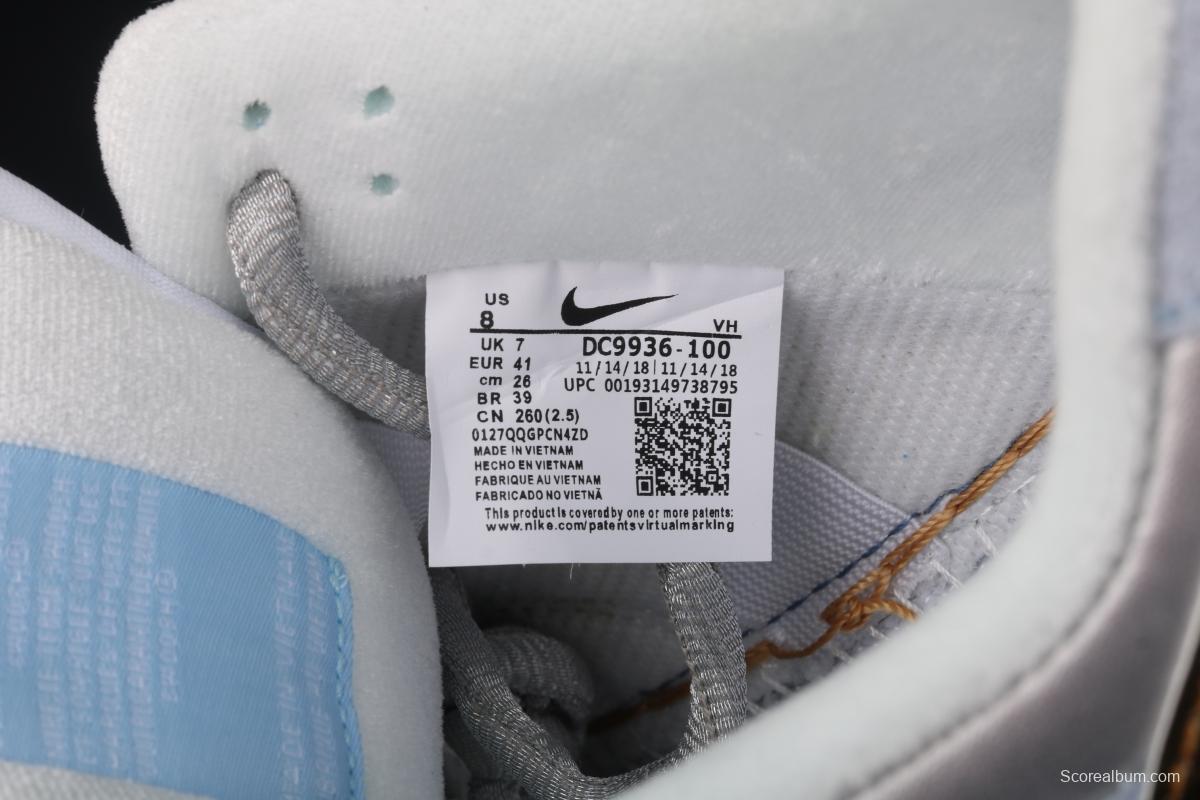 US
8
VH
UK 7
DC9936-100
EUR 41
11/14/18|11/14/18
cm 26
UPC 00193149738795
BR 39
CN 260(2.5)
0127QQGPCN4ZD
MADE IN VIETNAM
HECHO EN VIETNAM
FABRIQUE AU VIETNAM
FABRICADO NO VIETNÃ
This product is covered by one or more patents:
www.nike.com/patentsvirtualmarking
Scorealbum.com